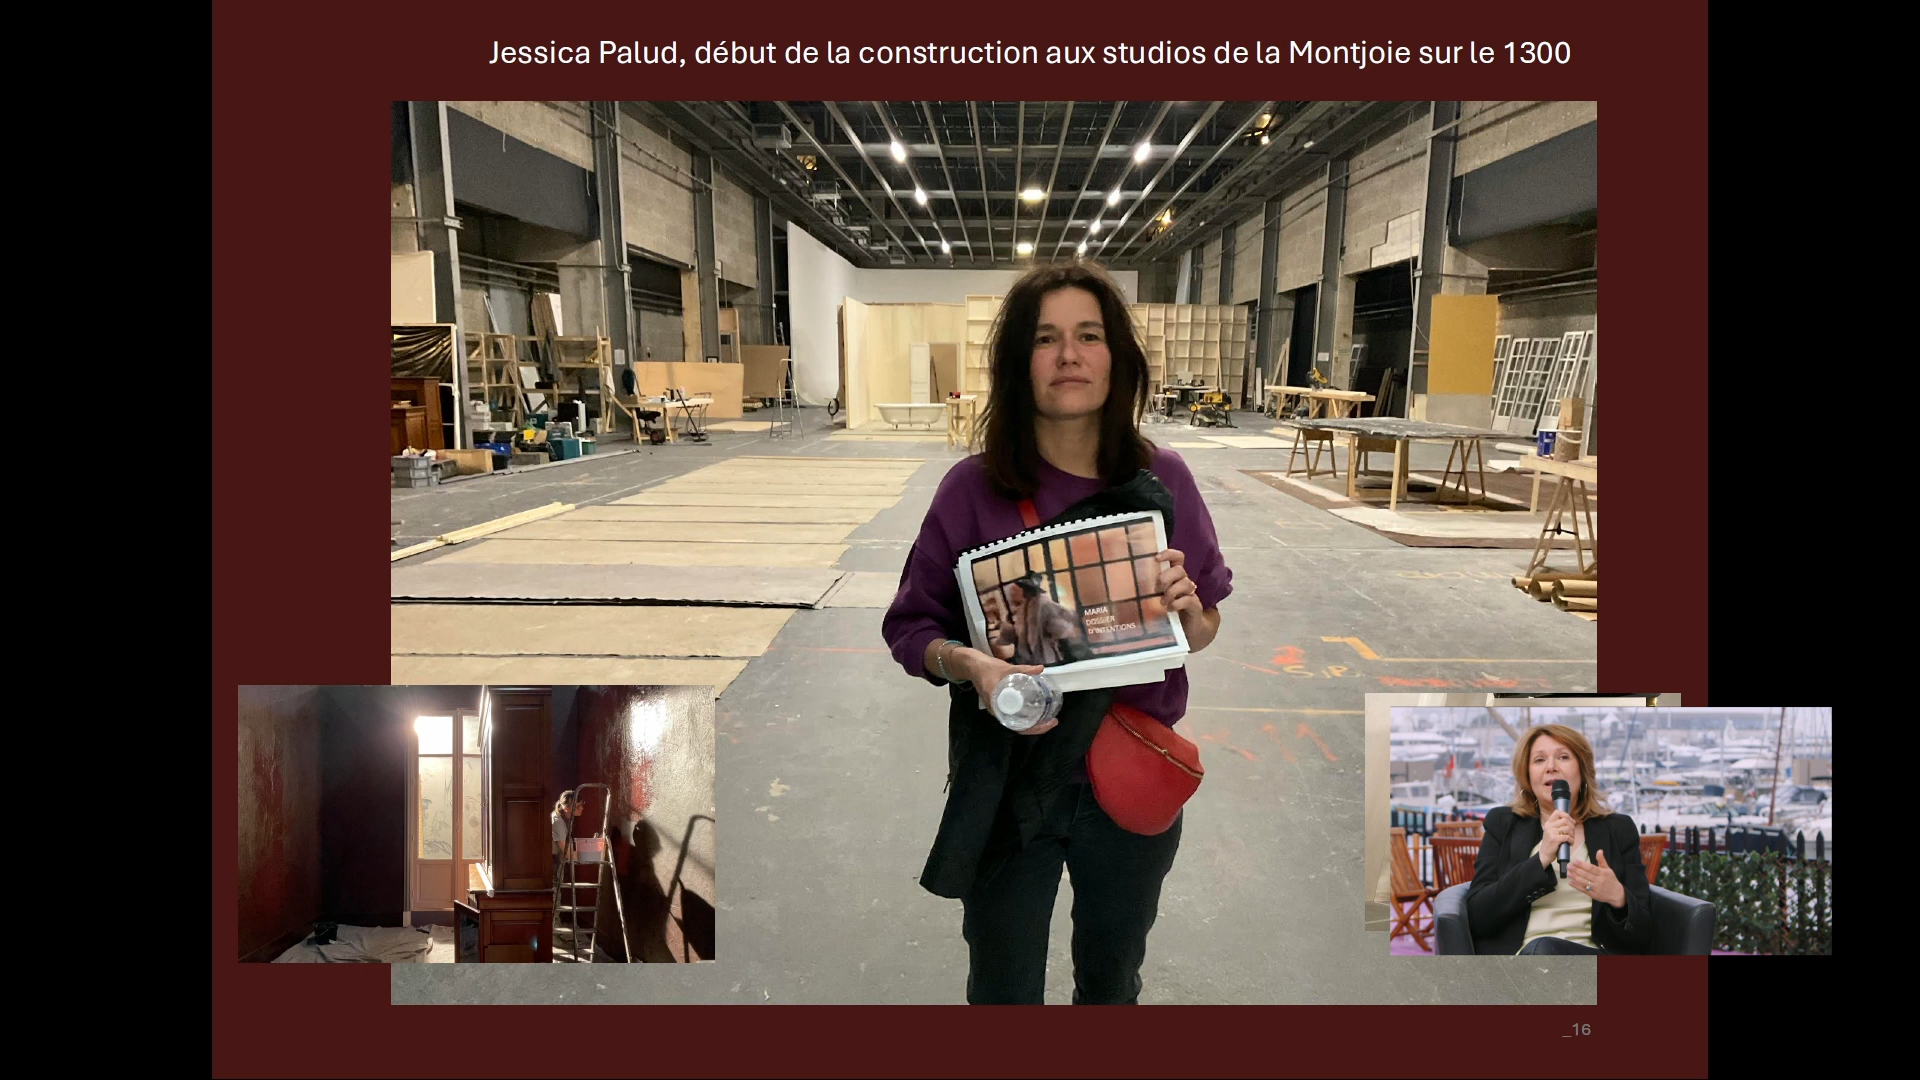 Jessica Palud, début de la construction aux studios de la Montjoie sur le 1300
MARIA
DOSSIER
D'INTENTIONS
S.R
_16